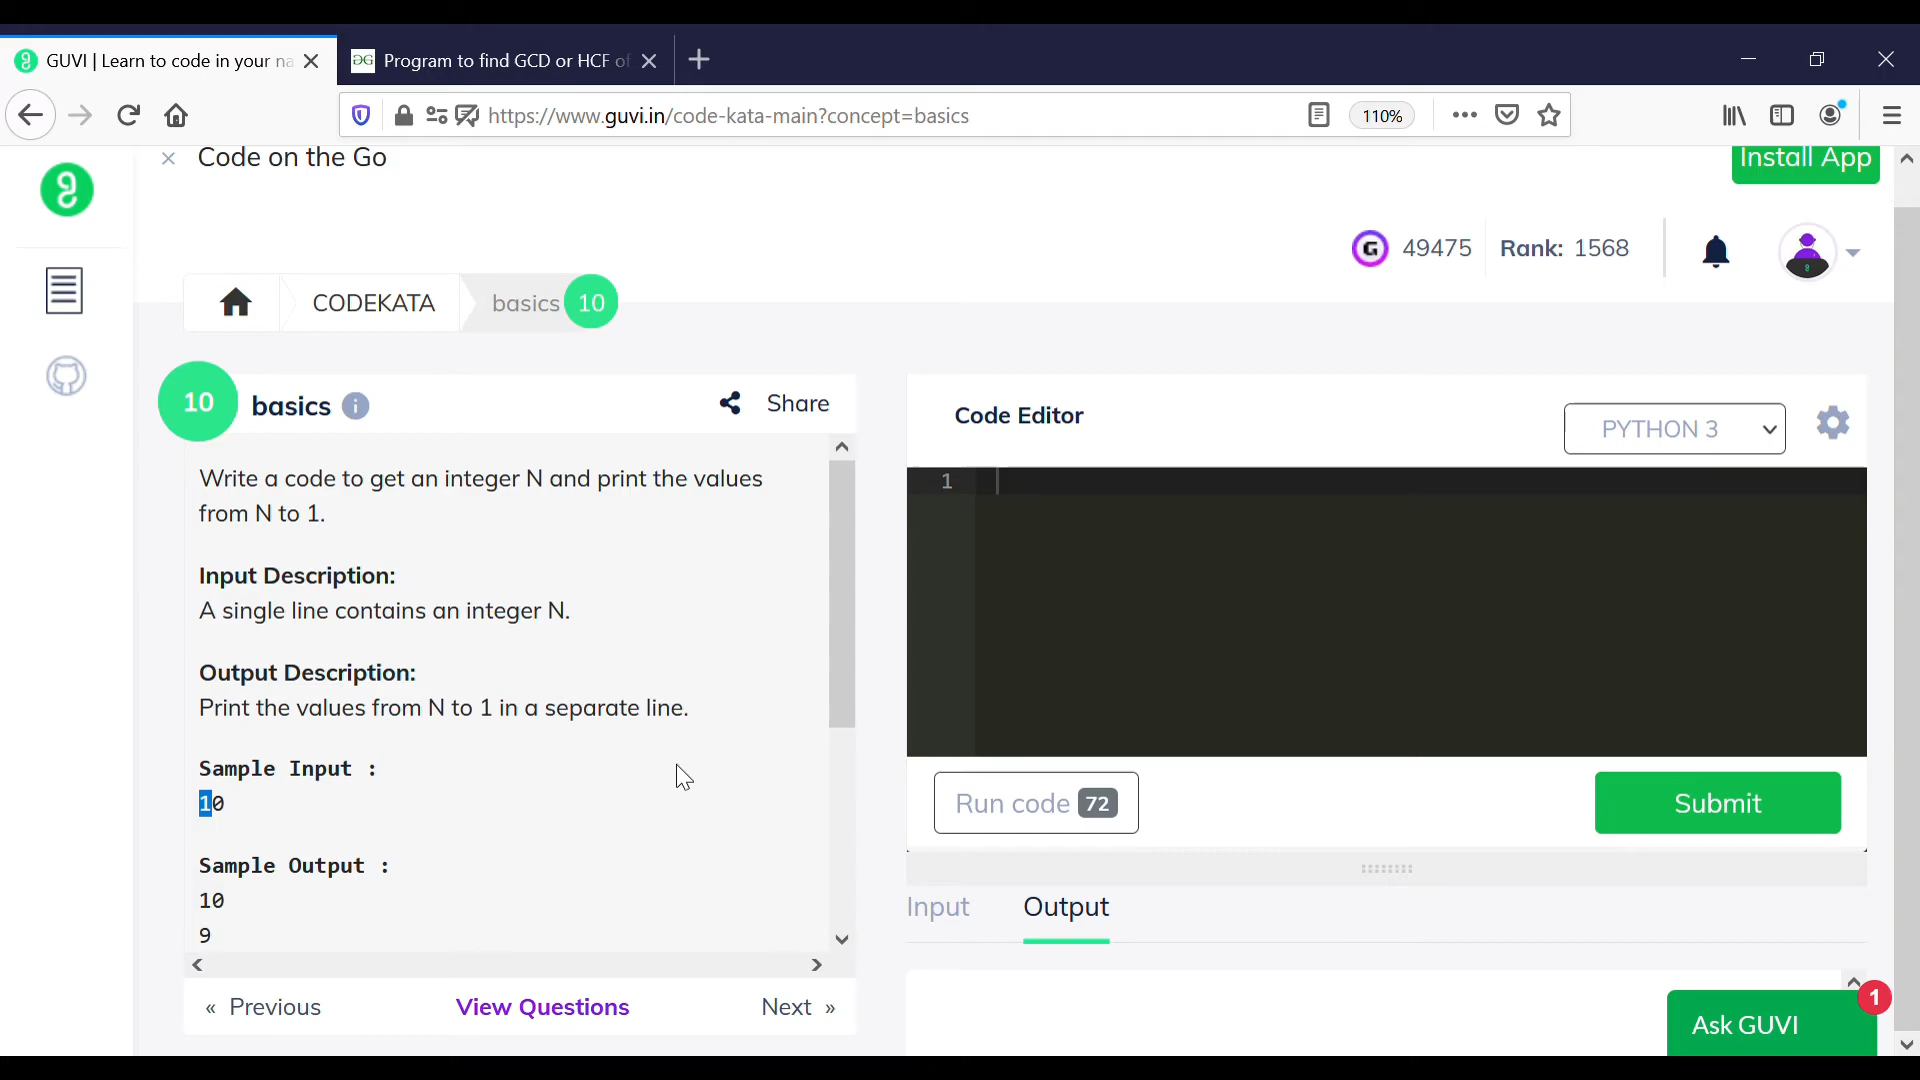 GUVI | Learn to code in your na
Program to find GCD or HCF of
https://www.guvi.in/code-kata-main?concept=basics
110%
Code on the Go
Install App
49475
Rank: 1568
CODEKATA
basics 10
10 basics
Share
Write a code to get an integer N and print the values
from N to 1.
Input Description:
A single line contains an integer N.
Output Description:
Print the values from N to 1 in a separate line.
Sample Input :
10
Sample Output :
10
9
« Previous
View Questions
Next »
Code Editor
PYTHON 3
1
Run code 72
Submit
Input
Output
Ask GUVI
1